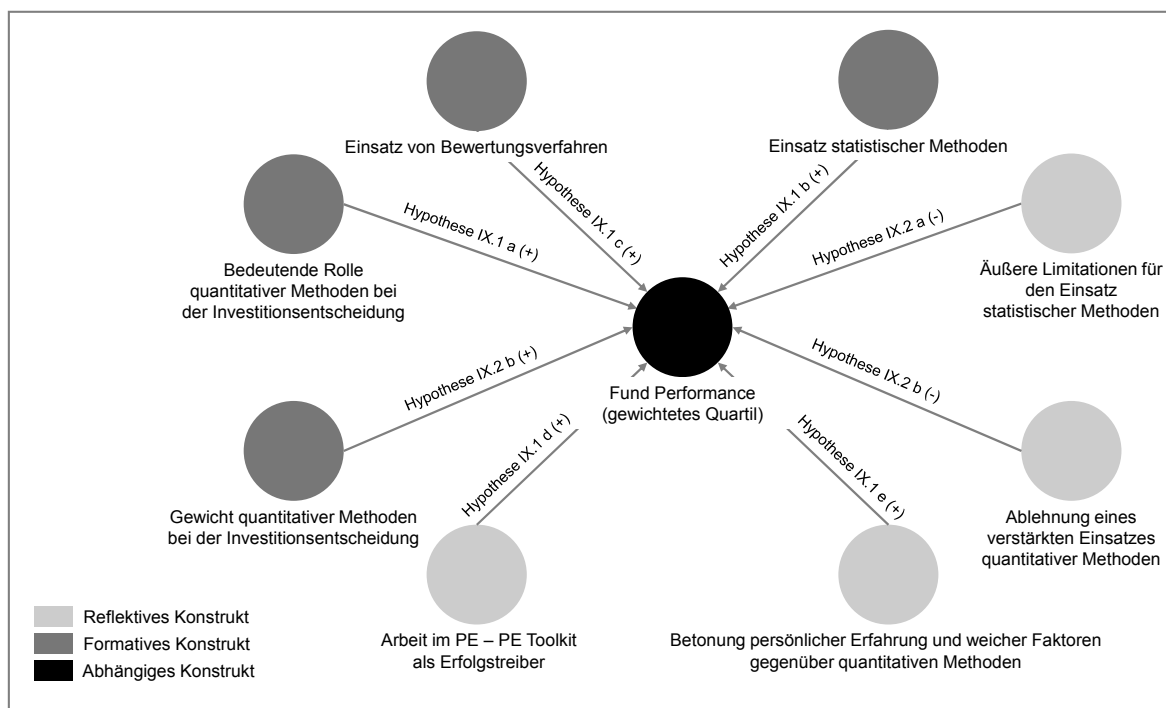 Einsatz von Bewertungsverfahren
Einsatz statistischer Methoden
Hypothese IX.1 c (+)
Hypothese IX.1 b (+)
Hypothese IX.1 a (+)
Hypothese IX.2 a (-)
Bedeutende Rolle
quantitativer Methoden bei
der Investitionsentscheidung
Äußere Limitationen für
den Einsatz
statistischer Methoden
Hypothese IX.2 b (+)
Hypothese IX.2 b (-)
Fund Performance
(gewichtetes Quartil)
Hypothese IX.1 d (+)
Hypothese IX.1 e (+)
Gewicht quantitativer Methoden
bei der Investitionsentscheidung
Ablehnung eines
verstärkten Einsatzes
quantitativer Methoden
Reflektives Konstrukt
Formatives Konstrukt
Abhängiges Konstrukt
Arbeit im PE – PE Toolkit
als Erfolgstreiber
Betonung persönlicher Erfahrung und weicher Faktoren
gegenüber quantitativen Methoden